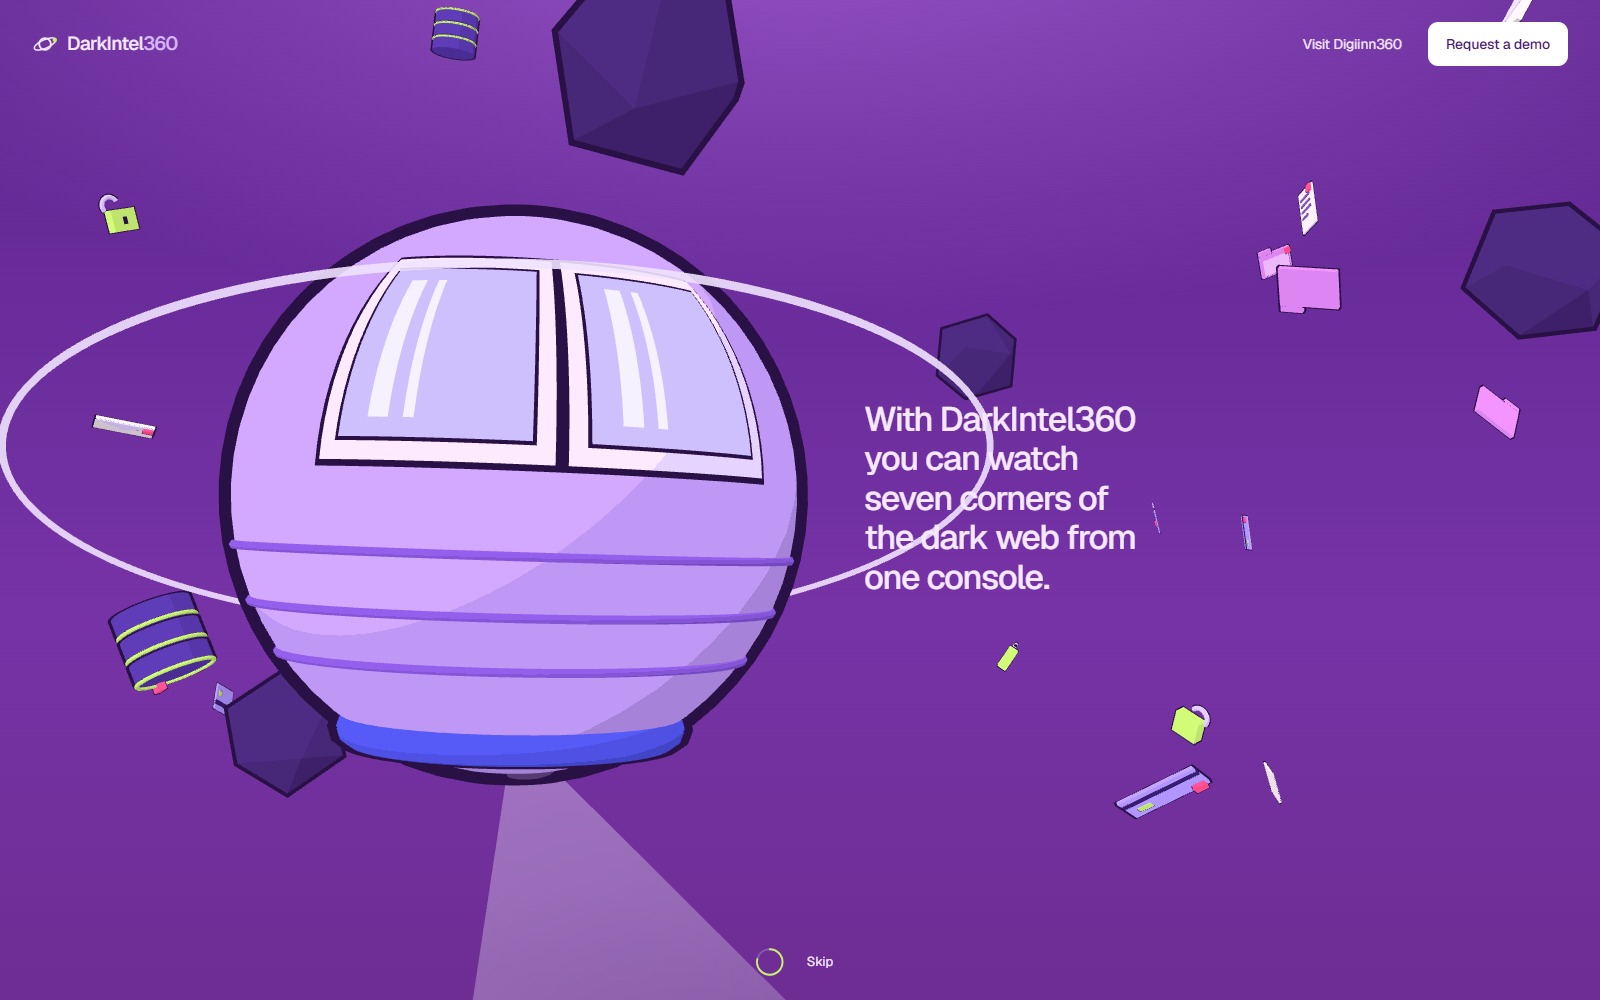 DarkIntel360
Visit Digiinn360
Request a demo
With DarkIntel360
you can watch
seven corners of
the dark web from
one console.
Skip